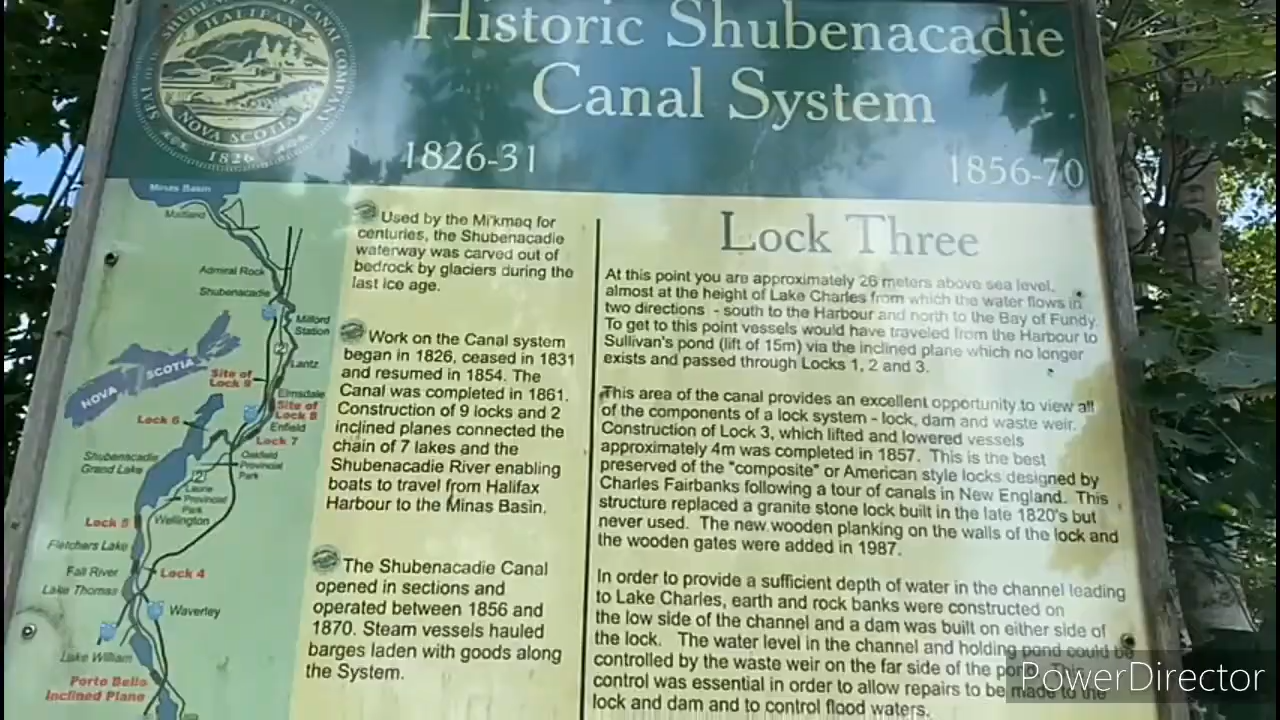 SHUBENACADIE CANAL COMPANY
HALIFAX
SEAL
NOVA SCOTIA
1826
Historic Shubenacadie
Canal System
1826-31
1856-70
Minas Basin
Maitland
Admiral Rock
Shubenacadie
Milford
Station
Lantz
NOVA SCOTIA
Site of
Lock 9
Elmsdale
Site of
Lock 8
Enfield
Lock 6
Lock 7
Shubenacadie
Grand Lake
Oakfield
Provincial
Park
Laurie
Provincial
Park
Lock 5
Wellington
Fletchers Lake
Fall River
Lock 4
Lake Thomas
Waverley
Lake William
Porto Bello
Inclined Plane
Used by the Mi'kmaq for
centuries, the Shubenacadie
waterway was carved out of
bedrock by glaciers during the
last ice age.
Work on the Canal system
began in 1826, ceased in 1831
and resumed in 1854. The
Canal was completed in 1861.
Construction of 9 locks and 2
inclined planes connected the
chain of 7 lakes and the
Shubenacadie River enabling
boats to travel from Halifax
Harbour to the Minas Basin.
The Shubenacadie Canal
opened in sections and
operated between 1856 and
1870. Steam vessels hauled
barges laden with goods along
the System.
Lock Three
At this point you are approximately 26 meters above sea level,
almost at the height of Lake Charles from which the water flows in
two directions - south to the Harbour and north to the Bay of Fundy.
To get to this point vessels would have traveled from the Harbour to
Sullivan's pond (lift of 15m) via the inclined plane which no longer
exists and passed through Locks 1, 2 and 3.
This area of the canal provides an excellent opportunity to view all
of the components of a lock system - lock, dam and waste weir.
Construction of Lock 3, which lifted and lowered vessels
approximately 4m was completed in 1857. This is the best
preserved of the "composite" or American style locks designed by
Charles Fairbanks following a tour of canals in New England. This
structure replaced a granite stone lock built in the late 1820's but
never used. The new wooden planking on the walls of the lock and
the wooden gates were added in 1987.
In order to provide a sufficient depth of water in the channel leading
to Lake Charles, earth and rock banks were constructed on
the low side of the channel and a dam was built on either side of
the lock. The water level in the channel and holding pond could be
controlled by the waste weir on the far side of the pond. This
control was essential in order to allow repairs to be made to the
lock and dam and to control flood waters.
PowerDirector